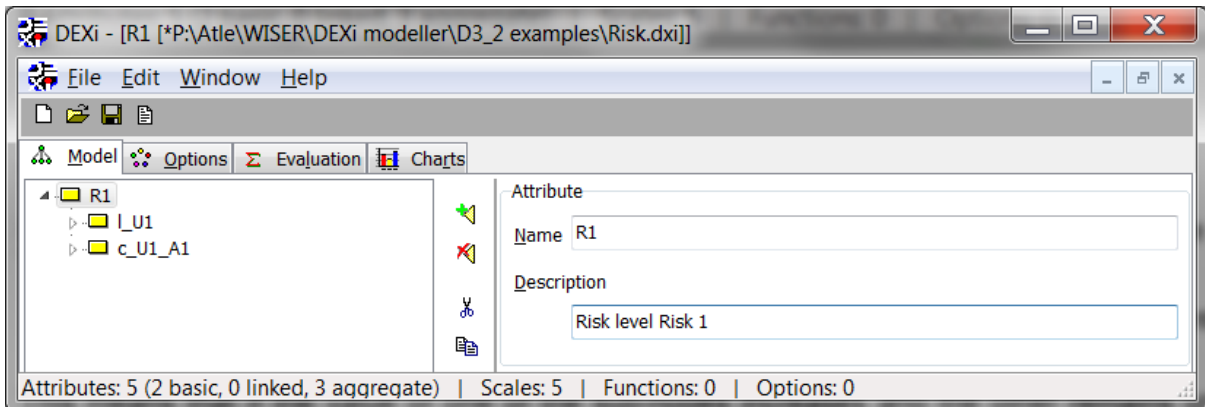 DEXi - [R1 [*P:\Atle\WISER\DEXi modeller\D3_2 examples\Risk.dxi]]
File Edit Window Help
Model Options Evaluation Charts
R1
l_U1
c_U1_A1
Attribute
Name R1
Description
Risk level Risk 1
Attributes: 5 (2 basic, 0 linked, 3 aggregate) | Scales: 5 | Functions: 0 | Options: 0